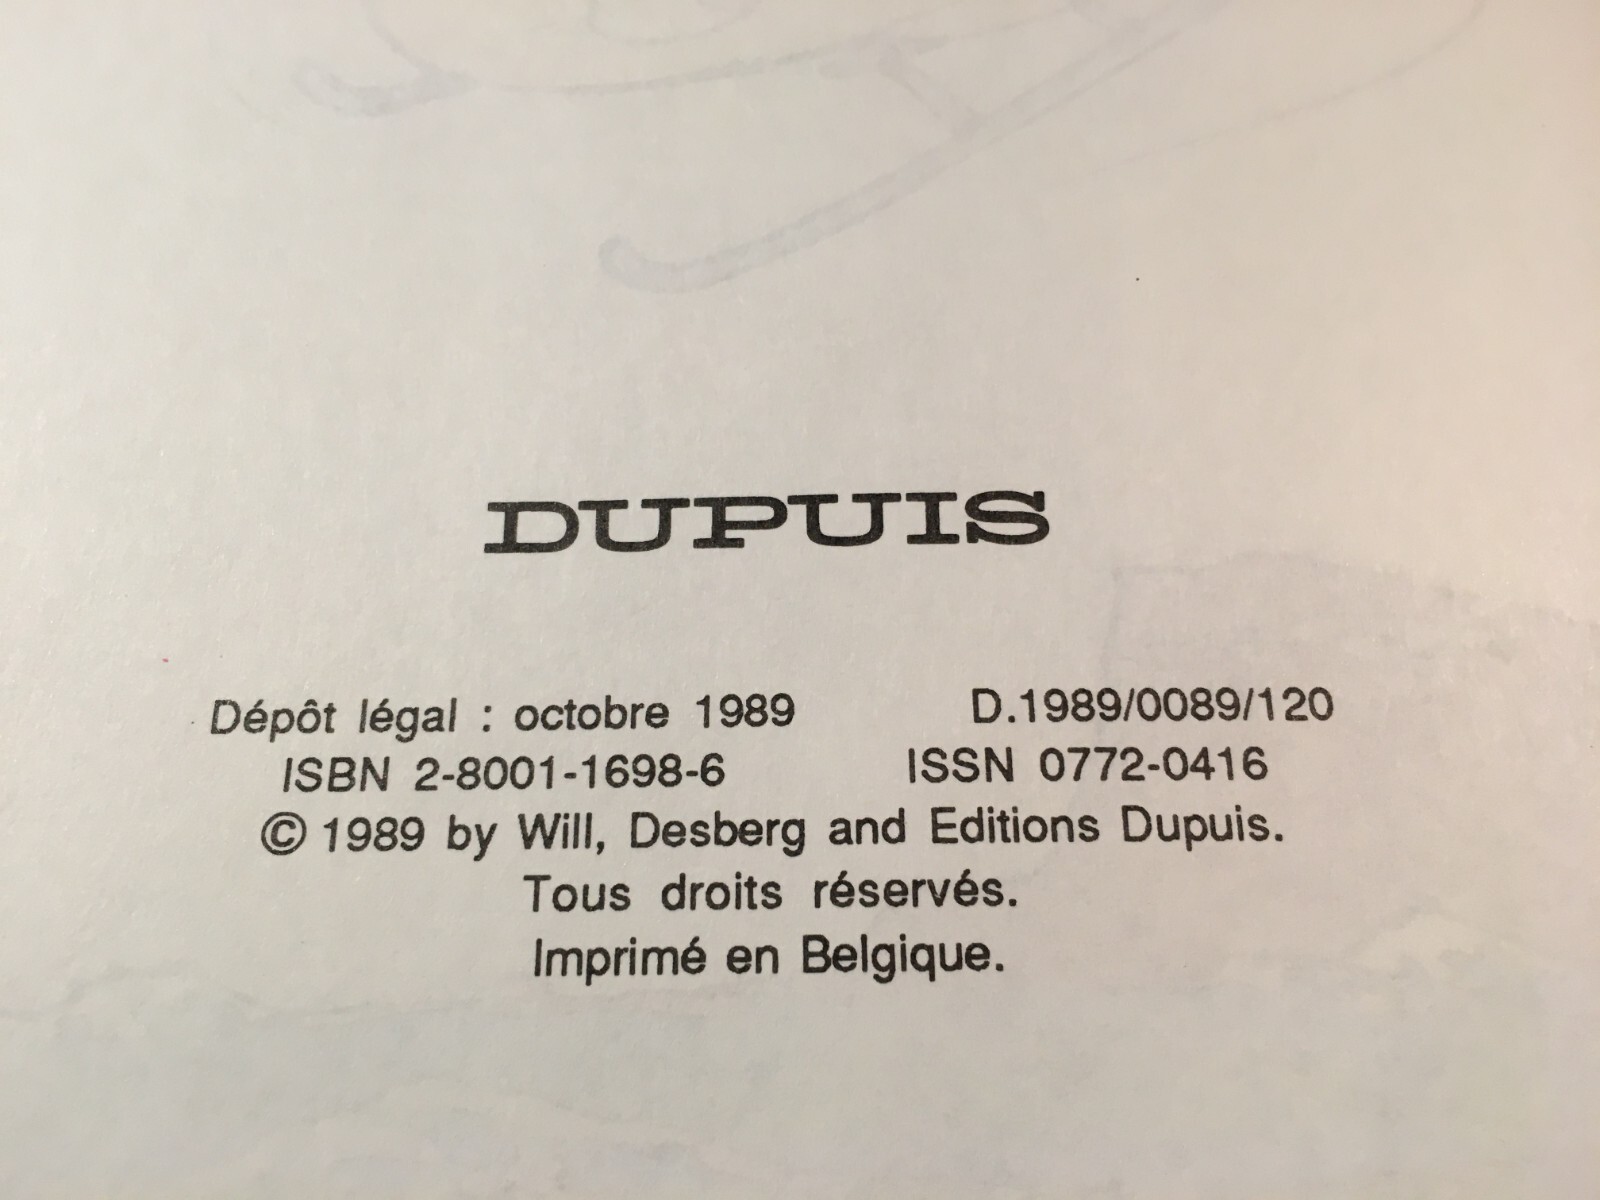 DUPUIS
Dépôt légal : octobre 1989 D.1989/0089/120
ISBN 2-8001-1698-6 ISSN 0772-0416
© 1989 by Will, Desberg and Editions Dupuis.
Tous droits réservés.
Imprimé en Belgique.